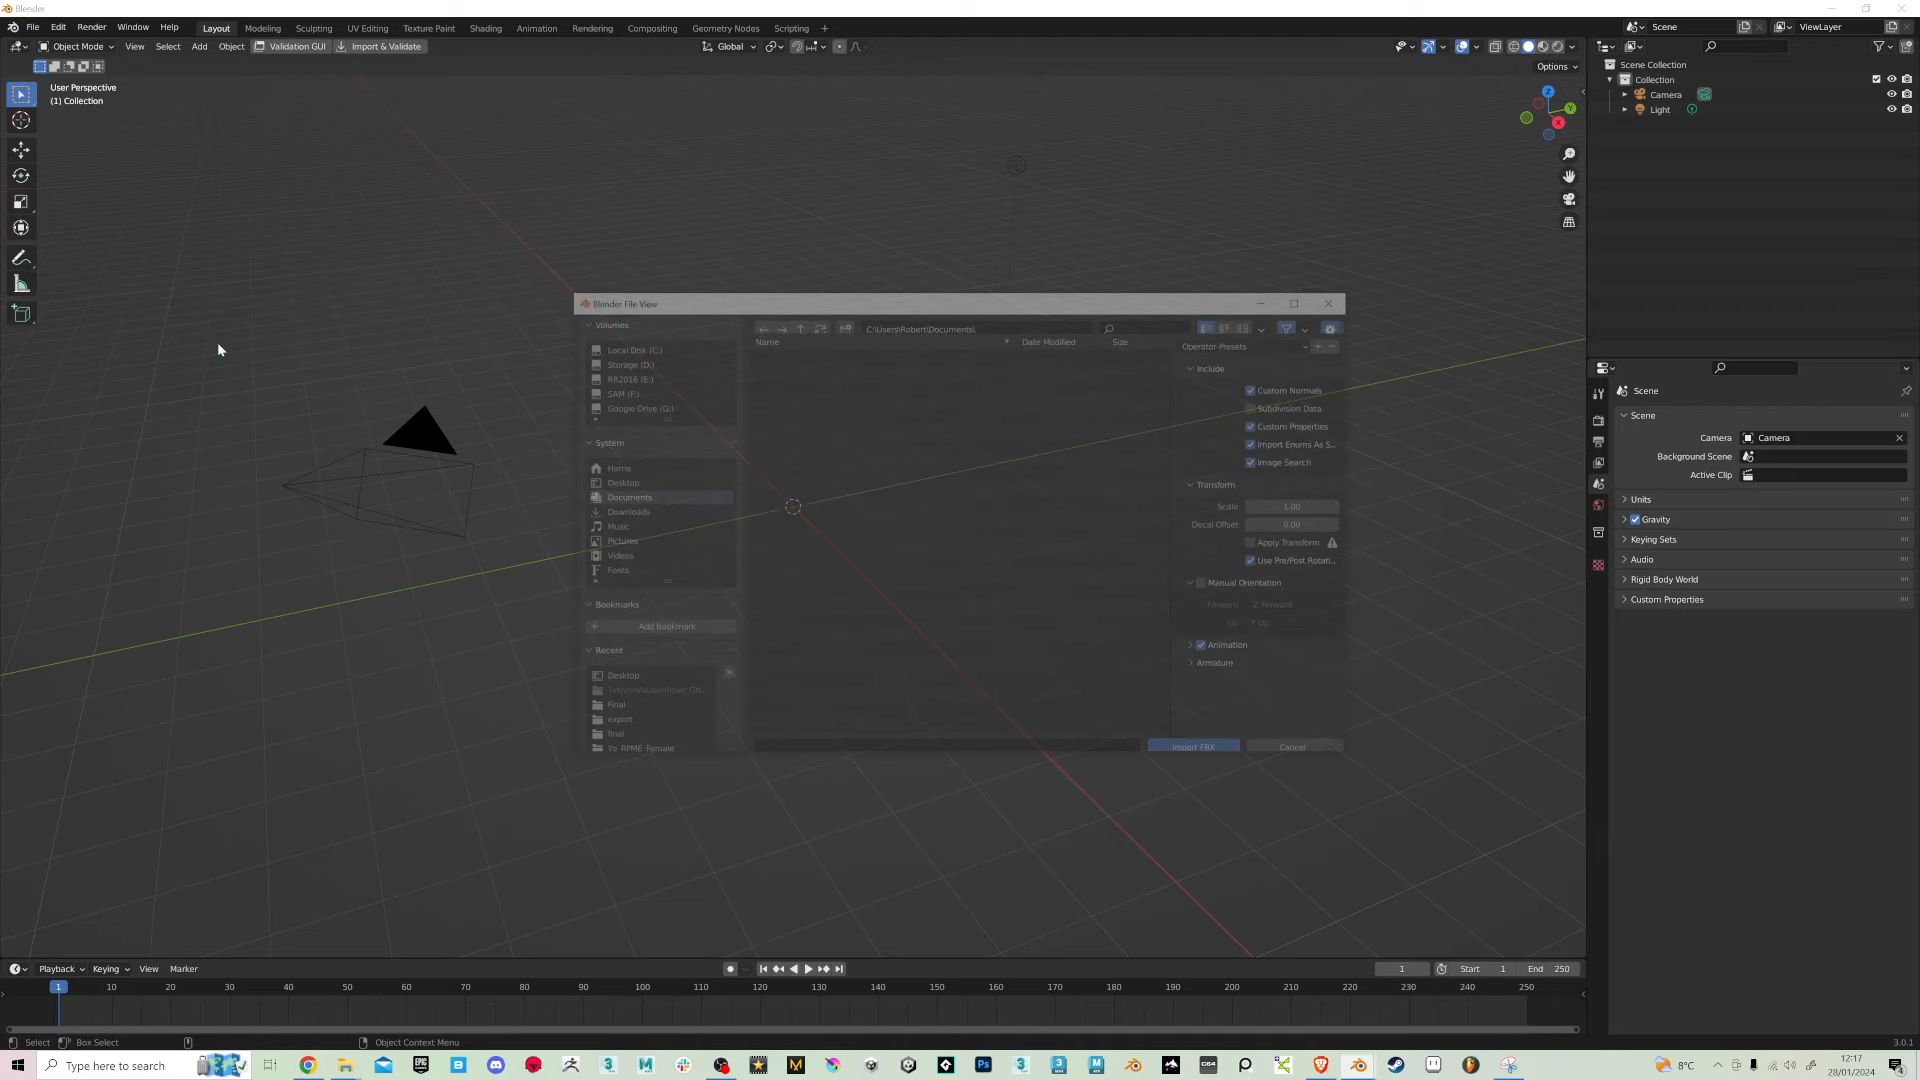 Blender
File Edit Render Window Help Layout Modeling Sculpting UV Editing Texture Paint Shading Animation Rendering Compositing Geometry Nodes Scripting +
Scene
ViewLayer
Object Mode View Select Add Object Validation GUI Import & Validate
Global
Options
User Perspective
(1) Collection
Z
Y
X
Scene Collection
Collection
Camera
Light
Blender File View
Volumes
Local Disk (C:)
Storage (D:)
RR2016 (E:)
SAM (F:)
Google Drive (G:)
System
Home
Desktop
Documents
Downloads
Music
Pictures
Videos
Fonts
Bookmarks
Add Bookmark
Recent
Desktop
Final
export
final
Yo RPME Female
C:\Users\Robert\Documents\
Name Date Modified Size
Operator Presets
Include
Custom Normals
Subdivision Data
Custom Properties
Import Enums As S...
Image Search
Transform
Scale 1.00
Decal Offset 0.00
Apply Transform
Use Pre/Post Rotati...
Manual Orientation
Forward Z Forward
Up Y Up
Animation
Armature
Import FBX Cancel
Scene
Scene
Camera Camera
Background Scene
Active Clip
Units
Gravity
Keying Sets
Audio
Rigid Body World
Custom Properties
Playback Keying View Marker
1 Start 1 End 250
1 10 20 30 40 50 60 70 80 90 100 110 120 130 140 150 160 170 180 190 200 210 220 230 240 250
Select Box Select Object Context Menu 3.0.1
Type here to search
8°C
12:17
28/01/2024